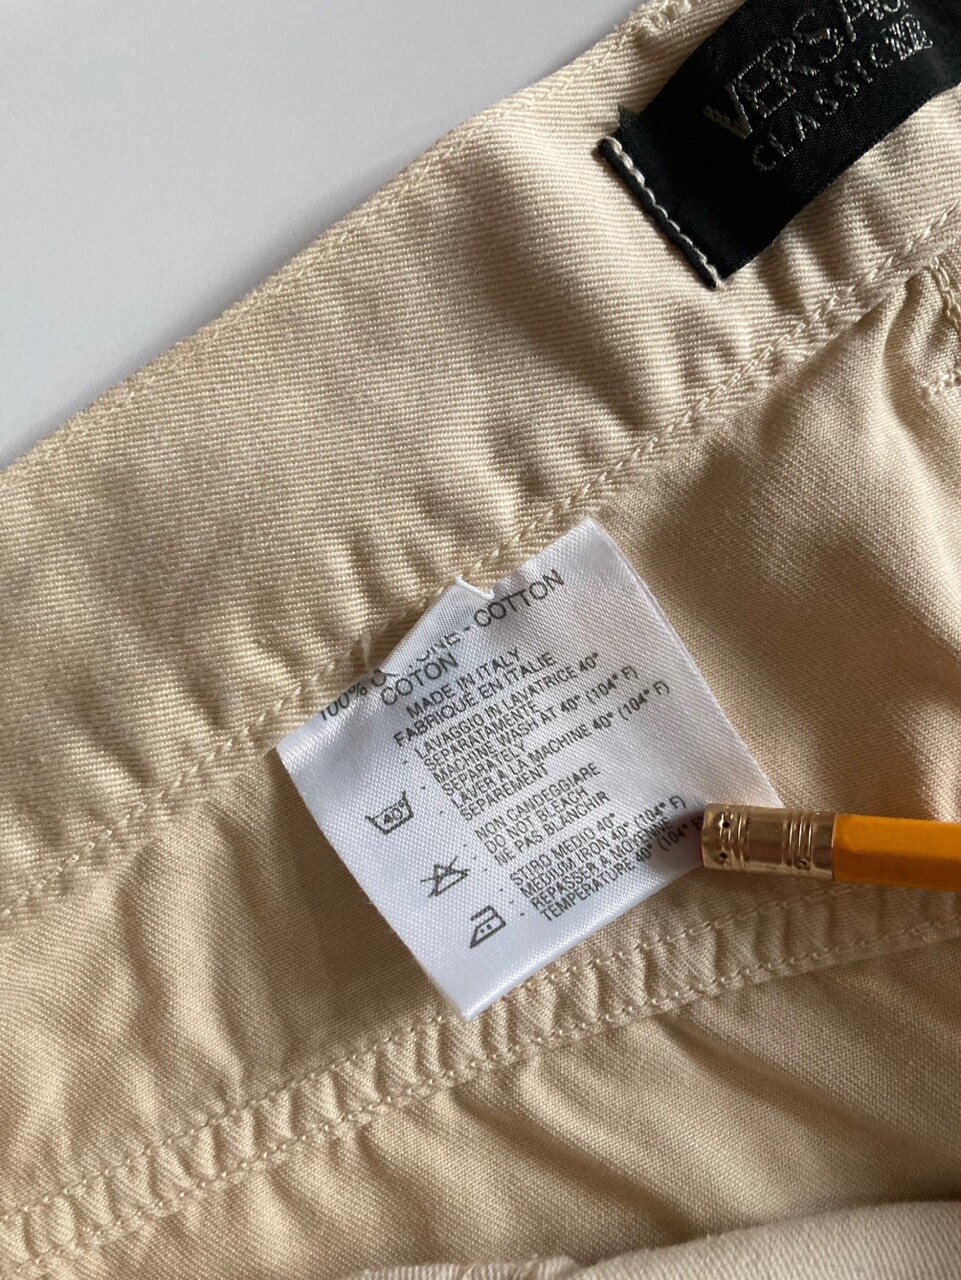 CLASSIC
100% COTONE - COTTON
COTON
MADE IN ITALY
FABRIQUÉ EN ITALIE
- LAVAGGIO IN LAVATRICE 40°
SEPARATAMENTE
MACHINE WASH AT 40° (104° F)
SEPARATELY
LAVER A LA MACHINE 40° (104° F)
SEPAREMENT
40°
- NON CANDEGGIARE
DO NOT BLEACH
NE PAS BLANCHIR
- STIRO MEDIO 40°
MEDIUM IRON 40° (104° F)
- REPASSER A MOYENNE
TEMPERATURE 40° (104° F)